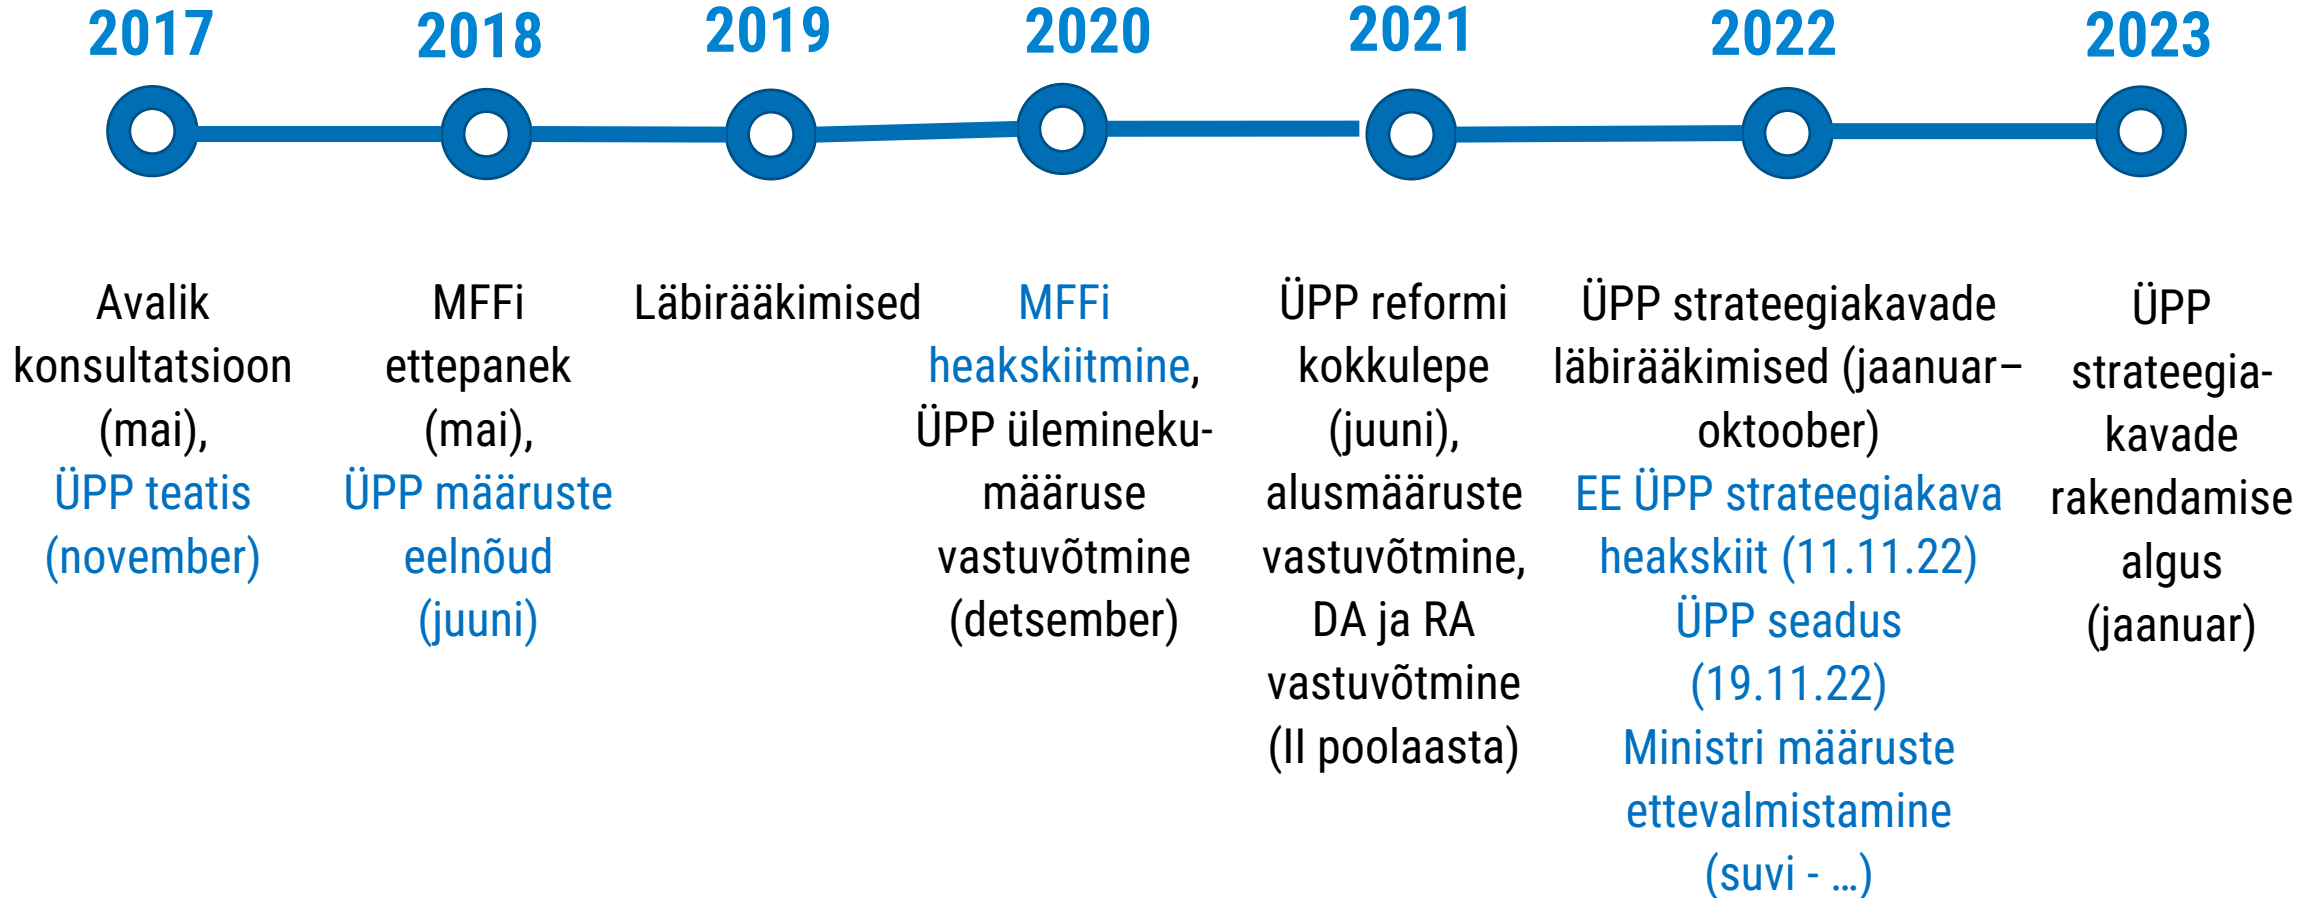 2017
2018
2019
2020
2021
2022
2023
Avalik
konsultatsioon
(mai),
ÜPP teatis
(november)
MFFi
ettepanek
(mai),
ÜPP määruste
eelnõud
(juuni)
Läbirääkimised
MFFi
heakskiitmine,
ÜPP ülemineku-
määruse
vastuvõtmine
(detsember)
ÜPP reformi
kokkulepe
(juuni),
alusmääruste
vastuvõtmine,
DA ja RA
vastuvõtmine
(II poolaasta)
ÜPP strateegiakavade
läbirääkimised (jaanuar–
oktoober)
EE ÜPP strateegiakava
heakskiit (11.11.22)
ÜPP seadus
(19.11.22)
Ministri määruste
ettevalmistamine
(suvi - …)
ÜPP
strateegia-
kavade
rakendamise
algus
(jaanuar)